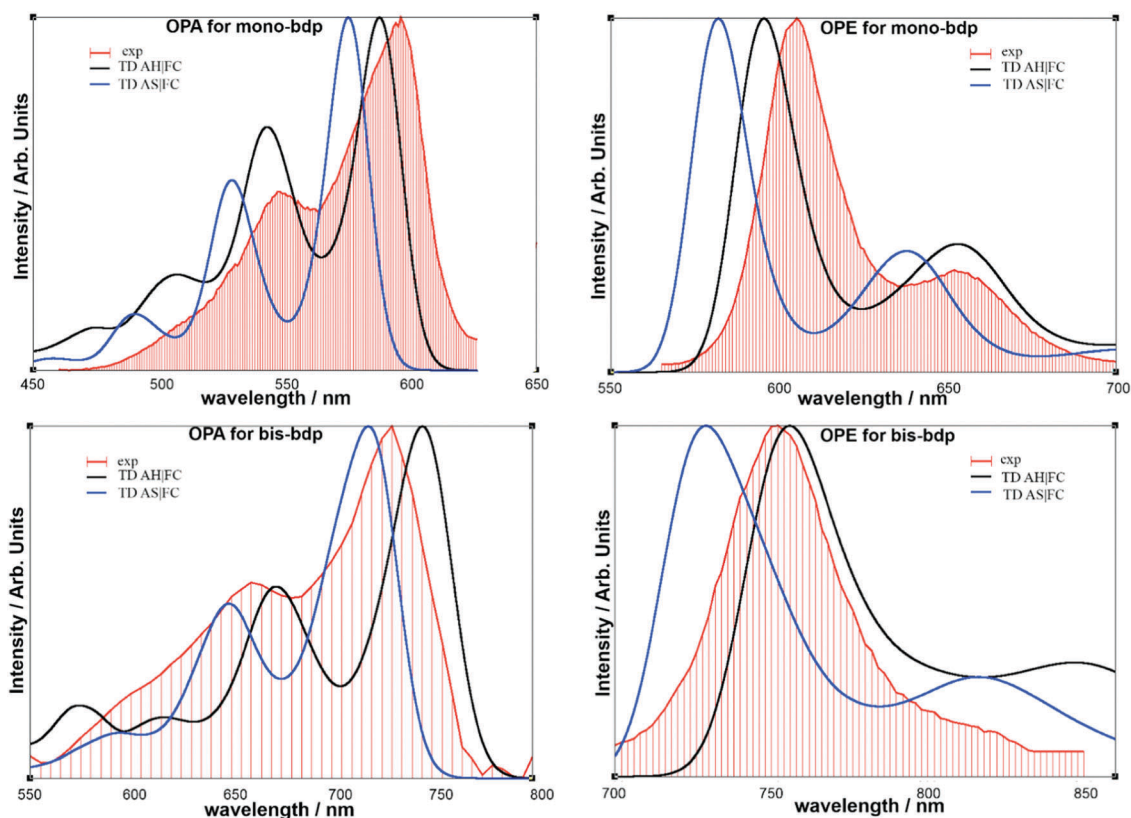 OPA for mono-bdp
exp
TD AH|FC
TD AS|FC
Intensity / Arb. Units
450
500
550
600
650
wavelength / nm
OPE for mono-bdp
exp
TD AH|FC
TD AS|FC
Intensity / Arb. Units
550
600
650
700
wavelength / nm
OPA for bis-bdp
exp
TD AH|FC
TD AS|FC
Intensity / Arb. Units
550
600
650
700
750
800
wavelength / nm
OPE for bis-bdp
exp
TD AH|FC
TD AS|FC
Intensity / Arb. Units
700
750
800
850
wavelength / nm